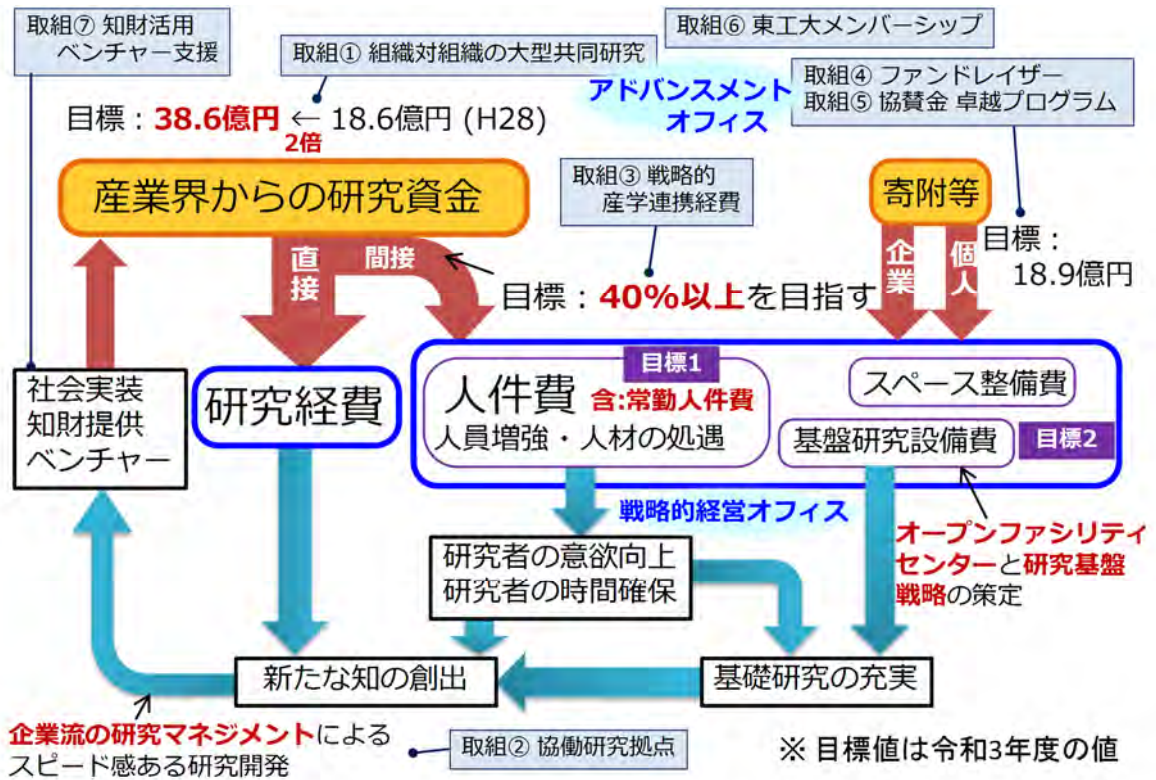 取組⑦ 知財活用
ベンチャー支援
取組① 組織対組織の大型共同研究
取組⑥ 東工大メンバーシップ
アドバンスメント
オフィス
取組④ ファンドレイザー
取組⑤ 協賛金 卓越プログラム
目標：38.6億円 ← 18.6億円 (H28)
2倍
産業界からの研究資金
取組③ 戦略的
産学連携経費
寄附等
直接
間接
企業
個人
目標：
18.9億円
目標：40%以上を目指す
社会実装
知財提供
ベンチャー
研究経費
目標1
人件費 含:常勤人件費
人員増強・人材の処遇
スペース整備費
基盤研究設備費
目標2
戦略的経営オフィス
研究者の意欲向上
研究者の時間確保
オープンファシリティ
センターと研究基盤
戦略の策定
新たな知の創出
基礎研究の充実
企業流の研究マネジメントによる
スピード感ある研究開発
取組② 協働研究拠点
※ 目標値は令和3年度の値